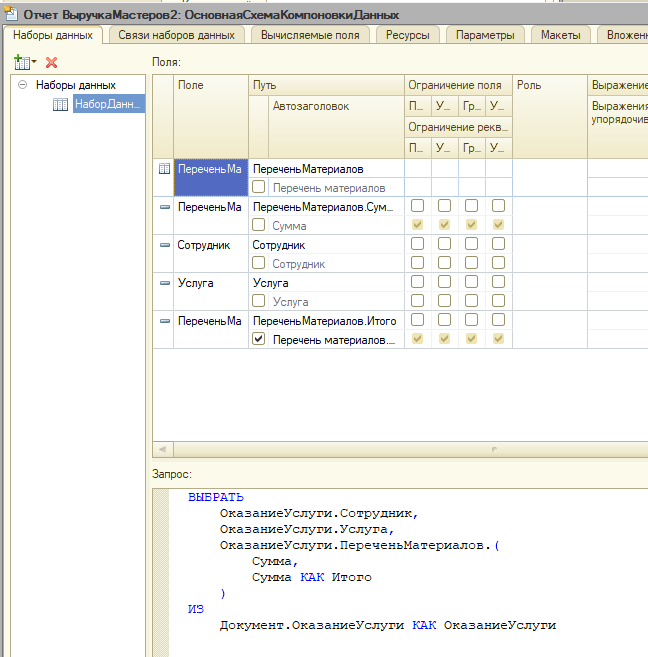 Отчет ВыручкаМастеров2: ОсновнаяСхемаКомпоновкиДанных
Наборы данных Связи наборов данных Вычисляемые поля Ресурсы Параметры Макеты Вложенн
Поля:
Наборы данных
НаборДанн...
Поле Путь Ограничение поля Роль Выражение
Автозаголовок П... У... Гр... У... Выражения упорядочив
Ограничение рекв...
П... У... Гр... У...
ПереченьМа ПереченьМатериалов
Перечень материалов
ПереченьМа ПереченьМатериалов.Сум...
Сумма
Сотрудник Сотрудник
Сотрудник
Услуга Услуга
Услуга
ПереченьМа ПереченьМатериалов.Итого
Перечень материалов....
Запрос:
ВЫБРАТЬ
ОказаниеУслуги.Сотрудник,
ОказаниеУслуги.Услуга,
ОказаниеУслуги.ПереченьМатериалов.(
Сумма,
Сумма КАК Итого
)
ИЗ
Документ.ОказаниеУслуги КАК ОказаниеУслуги